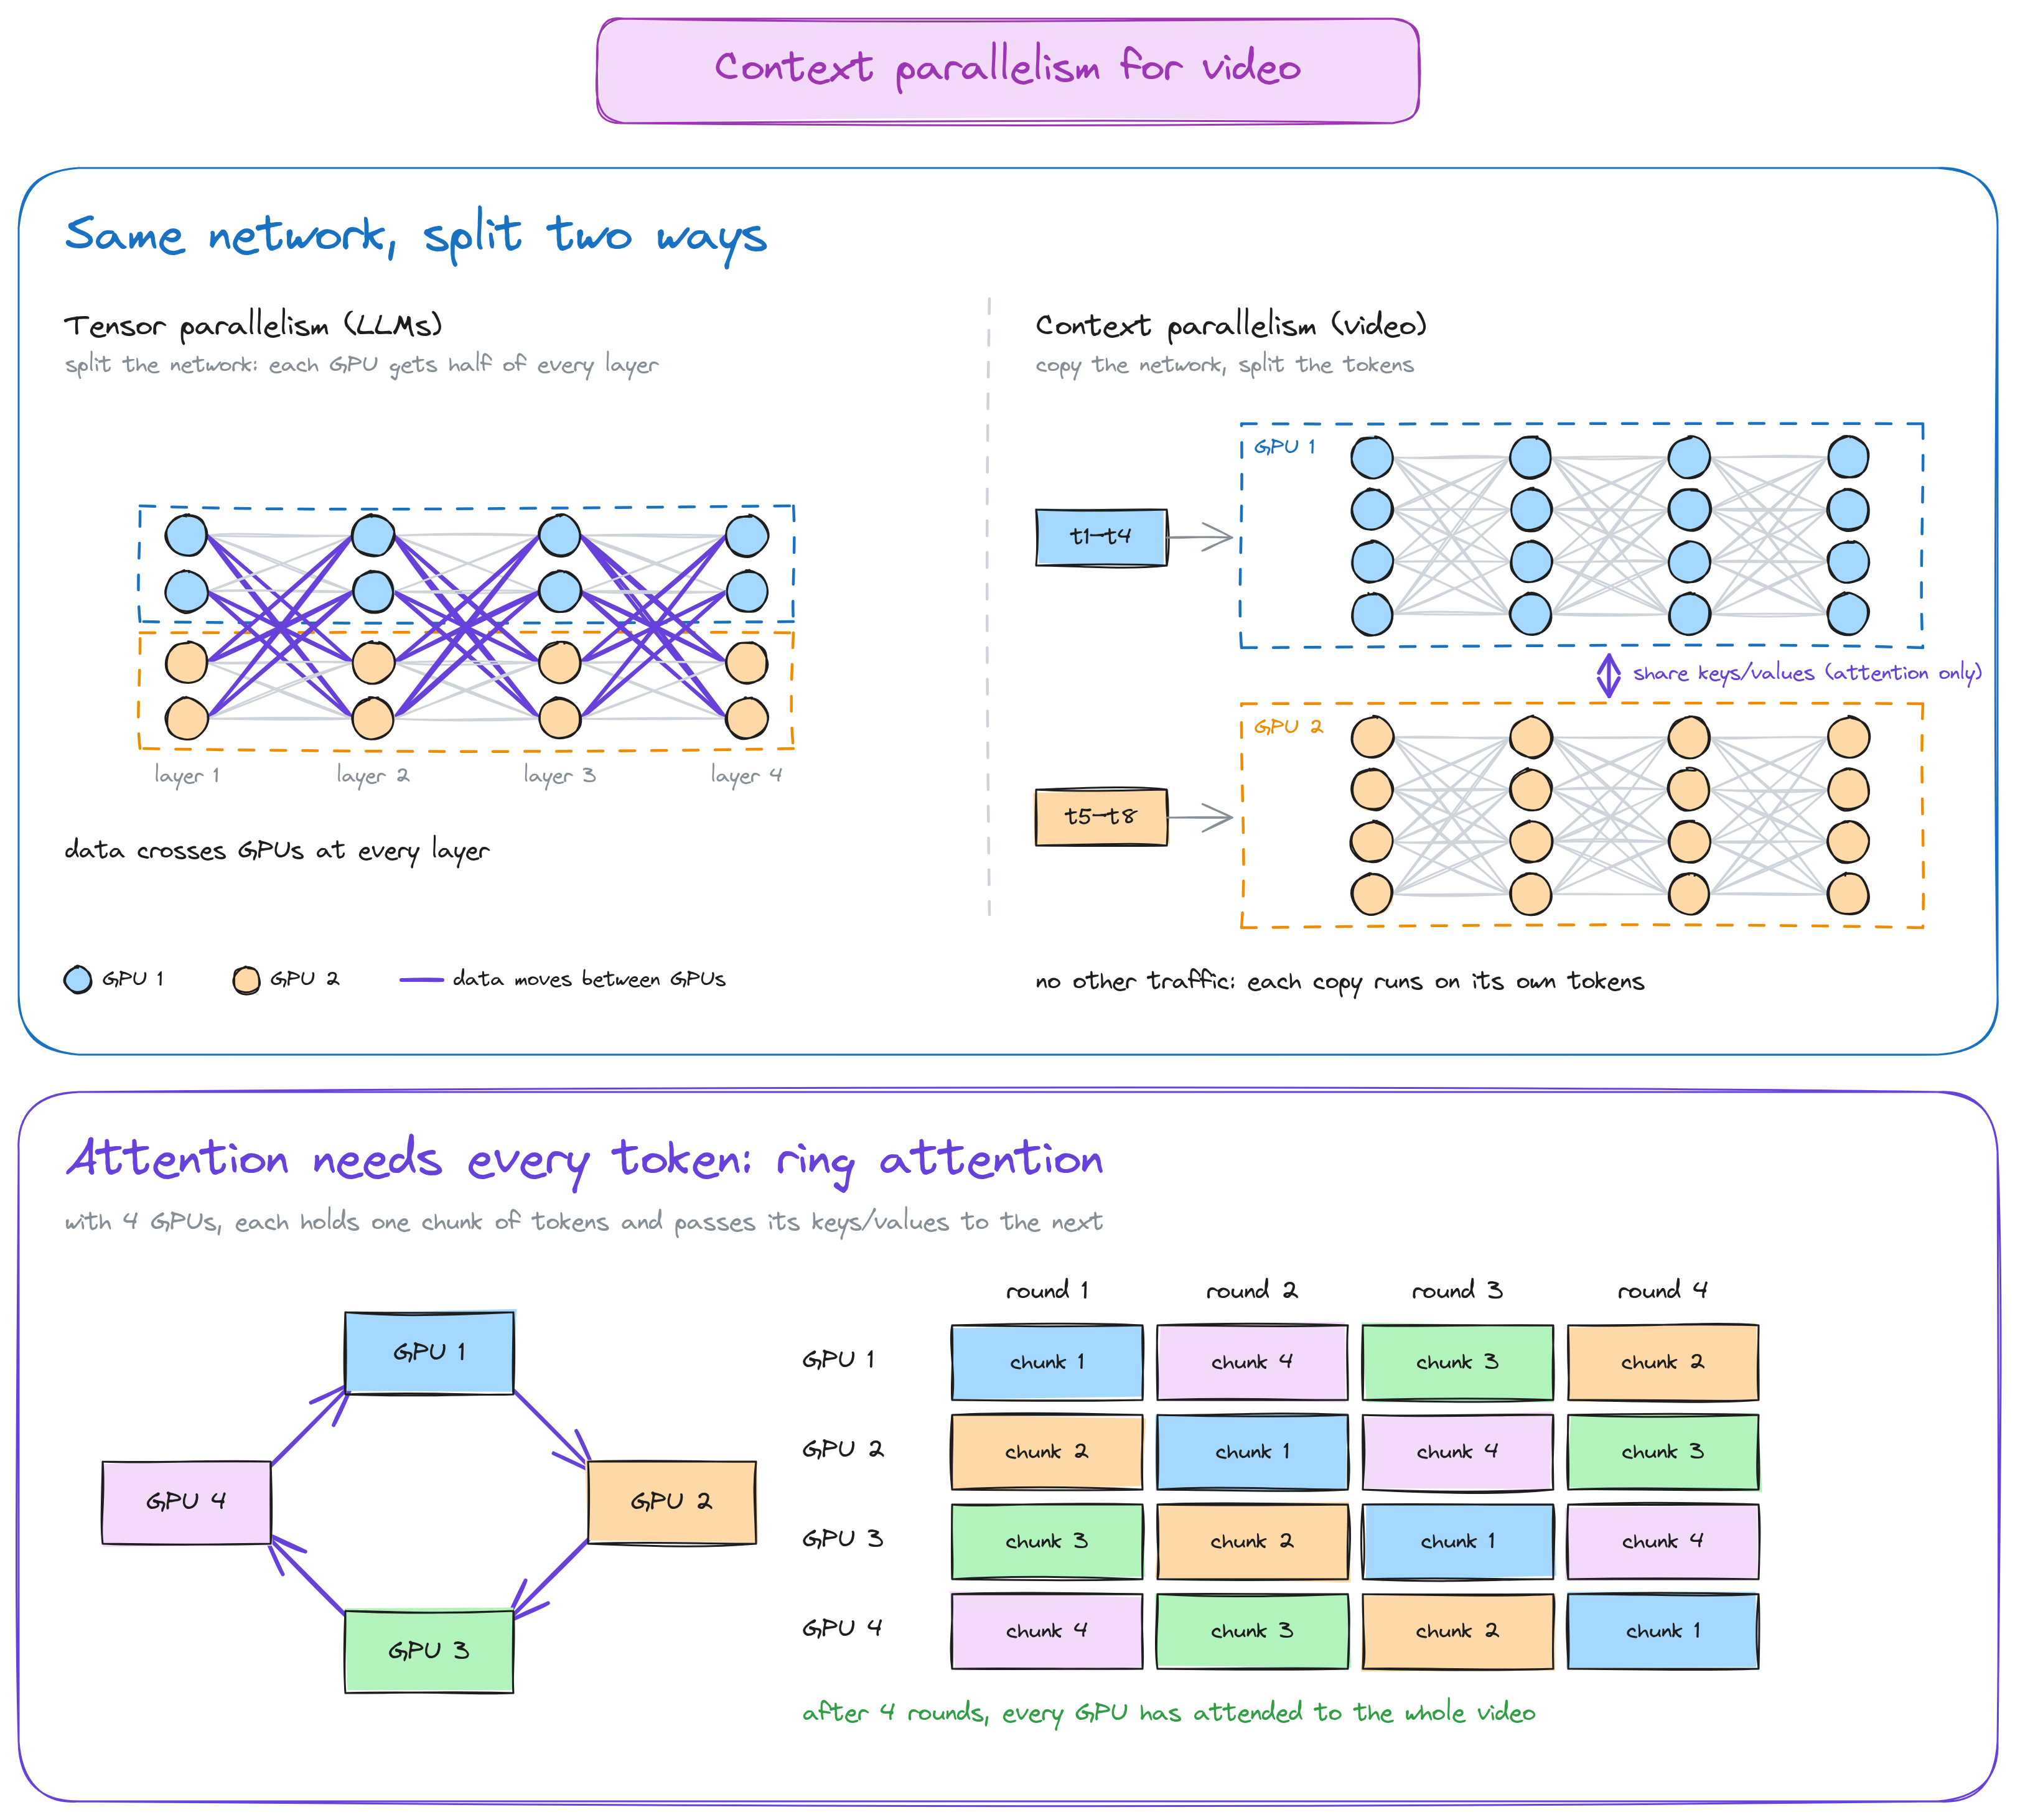 Context parallelism for video
Same network, split two ways
Tensor parallelism (LLMs)
split the network: each GPU gets half of every layer
layer 1
layer 2
layer 3
layer 4
data crosses GPUs at every layer
GPU 1
GPU 2
data moves between GPUs
Context parallelism (video)
copy the network, split the tokens
GPU 1
t1–t4
share keys/values (attention only)
GPU 2
t5–t8
no other traffic: each copy runs on its own tokens
Attention needs every token: ring attention
with 4 GPUs, each holds one chunk of tokens and passes its keys/values to the next
GPU 1
GPU 4
GPU 2
GPU 3
round 1 round 2 round 3 round 4
GPU 1 chunk 1 chunk 4 chunk 3 chunk 2
GPU 2 chunk 2 chunk 1 chunk 4 chunk 3
GPU 3 chunk 3 chunk 2 chunk 1 chunk 4
GPU 4 chunk 4 chunk 3 chunk 2 chunk 1
after 4 rounds, every GPU has attended to the whole video